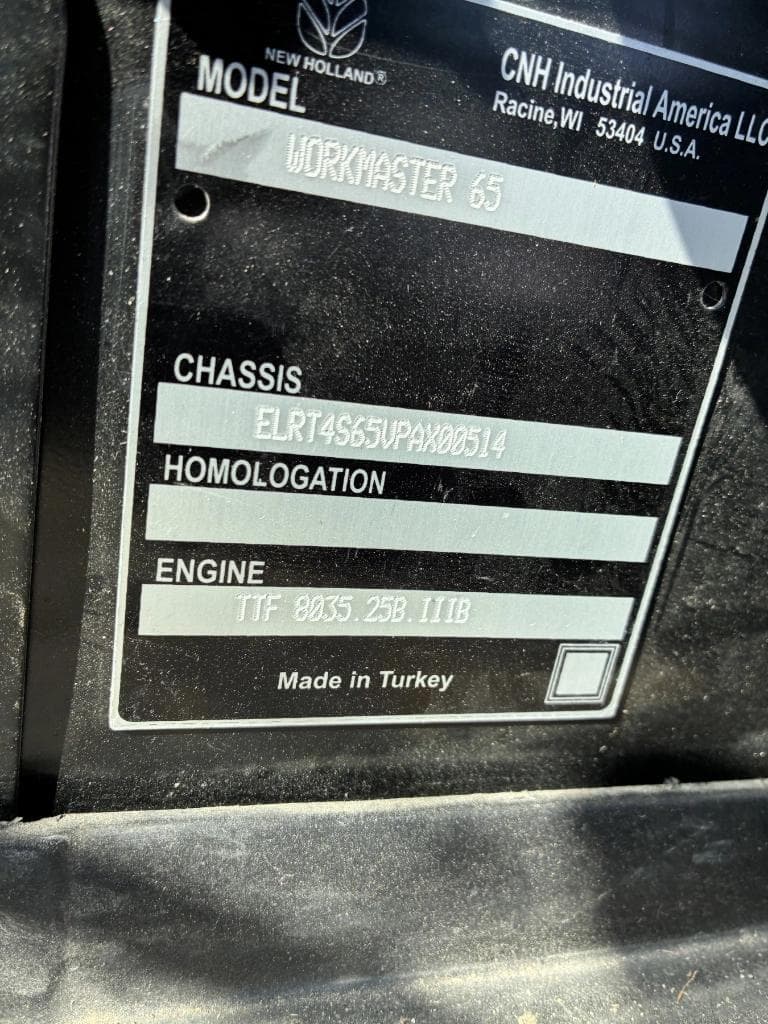 NEW HOLLAND®
CNH Industrial America LLC
Racine, WI 53404 U.S.A.
MODEL
WORKMASTER 65
CHASSIS
ELRT4S65VPAX00514
HOMOLOGATION
ENGINE
TTF 8035.25B.IIIB
Made in Turkey